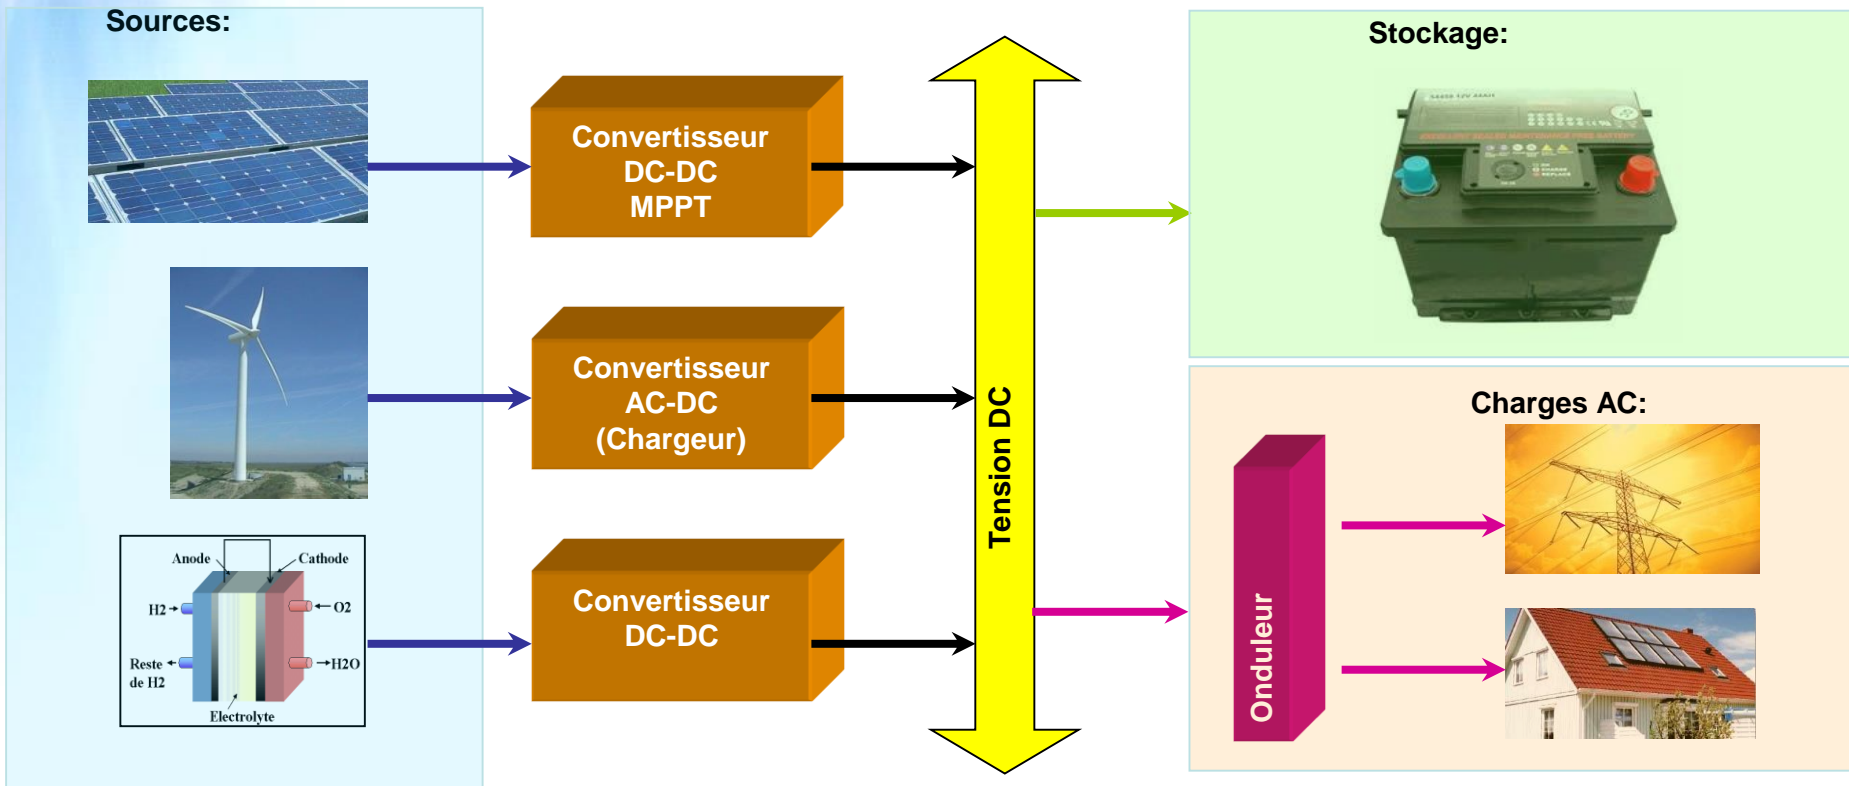 Sources:
Convertisseur
DC-DC
MPPT
Convertisseur
AC-DC
(Chargeur)
Anode
Cathode
H2
O2
Reste
de H2
H2O
Electrolyte
Convertisseur
DC-DC
Tension DC
Stockage:
Charges AC:
Onduleur